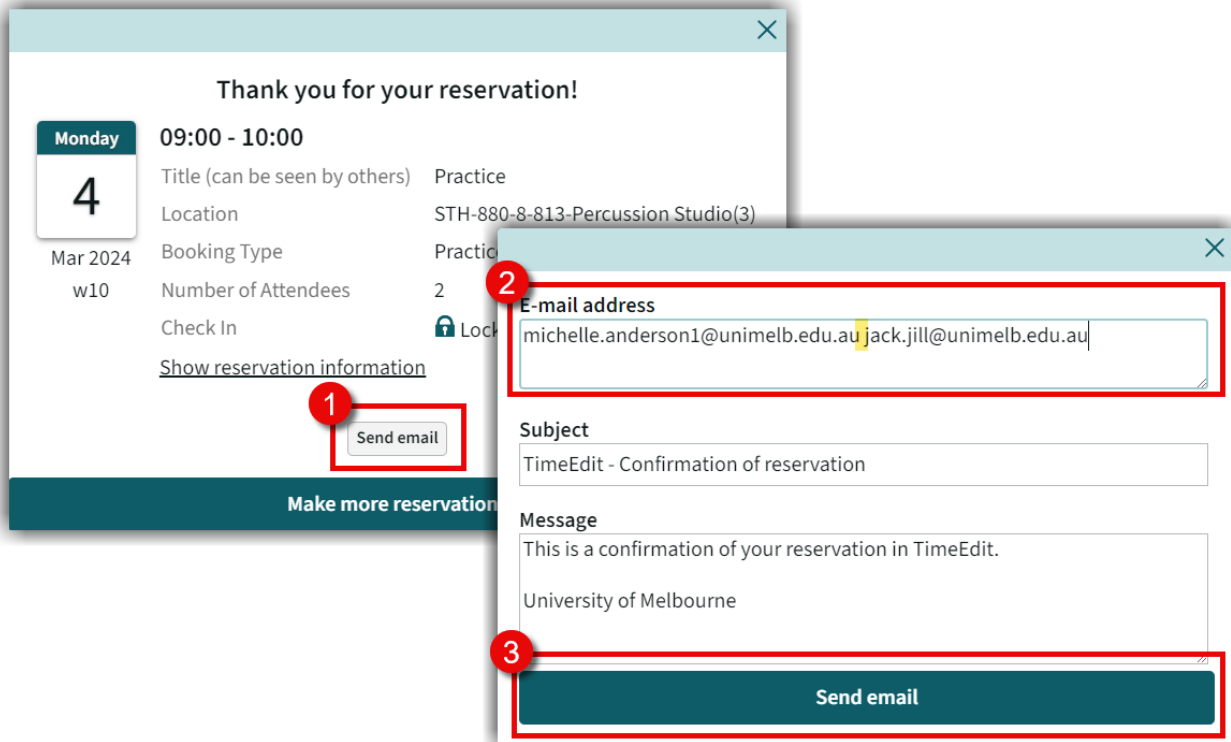 Thank you for your reservation!
Monday
4
Mar 2024
w10
09:00 - 10:00
Title (can be seen by others) Practice
Location STH-880-8-813-Percussion Studio(3)
Booking Type
Number of Attendees 2
Check In
Show reservation information
1
Send email
Make more
2
E-mail address
michelle.anderson1@unimelb.edu.au jack.jill@unimelb.edu.au
Subject
TimeEdit - Confirmation of reservation
Message
This is a confirmation of your reservation in TimeEdit.
University of Melbourne
3
Send email